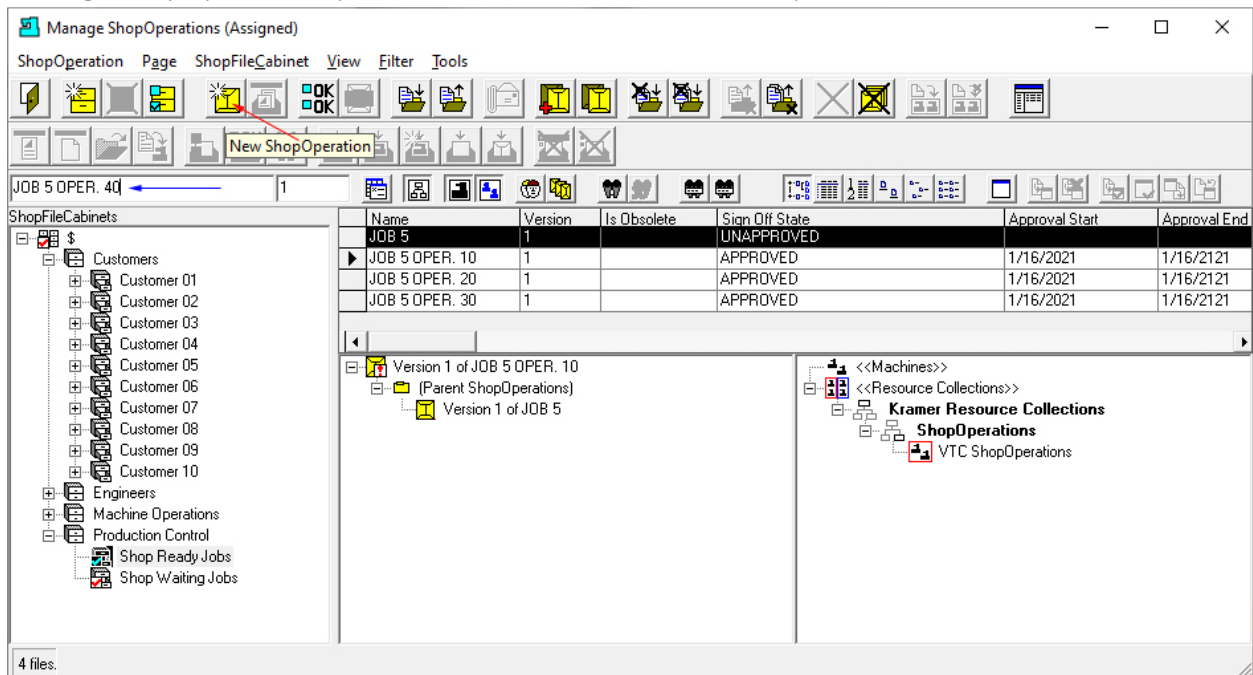 Manage ShopOperations (Assigned)
ShopOperation Page ShopFileCabinet View Filter Tools
OK
OK
New ShopOperation
JOB 5 OPER. 40 1
ShopFileCabinets
$
Customers
Customer 01
Customer 02
Customer 03
Customer 04
Customer 05
Customer 06
Customer 07
Customer 08
Customer 09
Customer 10
Engineers
Machine Operations
Production Control
Shop Ready Jobs
Shop Waiting Jobs
Name Version Is Obsolete Sign Off State Approval Start Approval End
JOB 5 1 UNAPPROVED
JOB 5 OPER. 10 1 APPROVED 1/16/2021 1/16/2121
JOB 5 OPER. 20 1 APPROVED 1/16/2021 1/16/2121
JOB 5 OPER. 30 1 APPROVED 1/16/2021 1/16/2121
Version 1 of JOB 5 OPER. 10
(Parent ShopOperations)
Version 1 of JOB 5
<<Machines>>
<<Resource Collections>>
Kramer Resource Collections
ShopOperations
VTC ShopOperations
4 files.